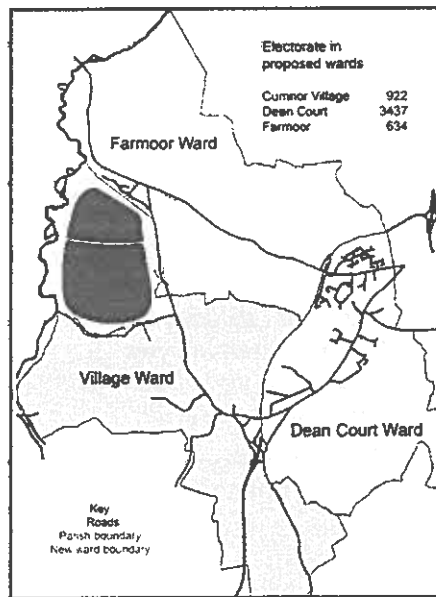 Electorate in
proposed wards
Cumnor Village 922
Dean Court 3437
Farmoor 634
Farmoor Ward
Village Ward
Dean Court Ward
Key
Roads
Parish boundary
New ward boundary